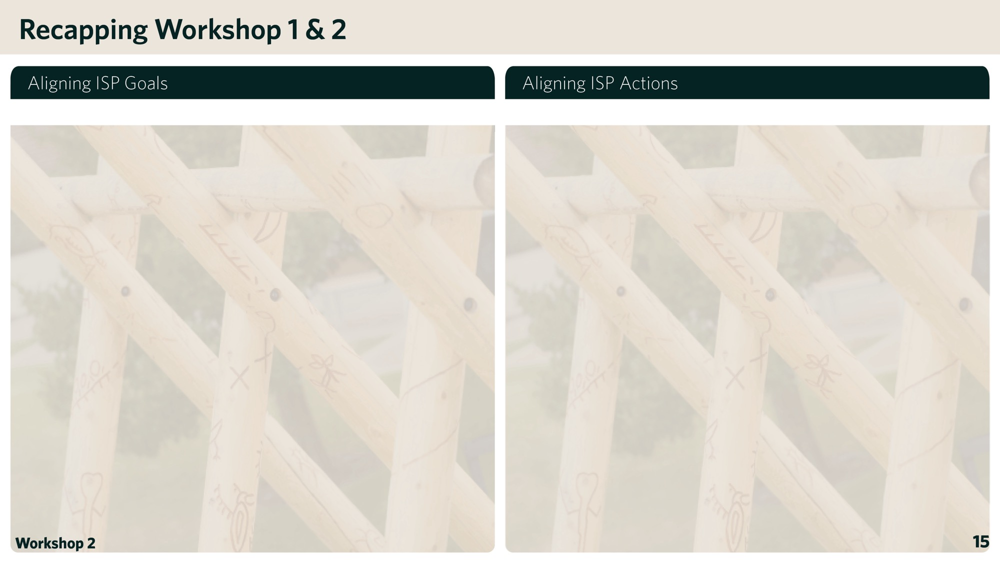 Recapping Workshop 1 & 2
Aligning ISP Goals
Aligning ISP Actions
Workshop 2
15